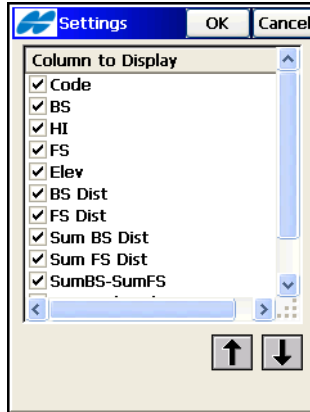 Settings
OK
Cancel
Column to Display
Code
BS
HI
FS
Elev
BS Dist
FS Dist
Sum BS Dist
Sum FS Dist
SumBS-SumFS